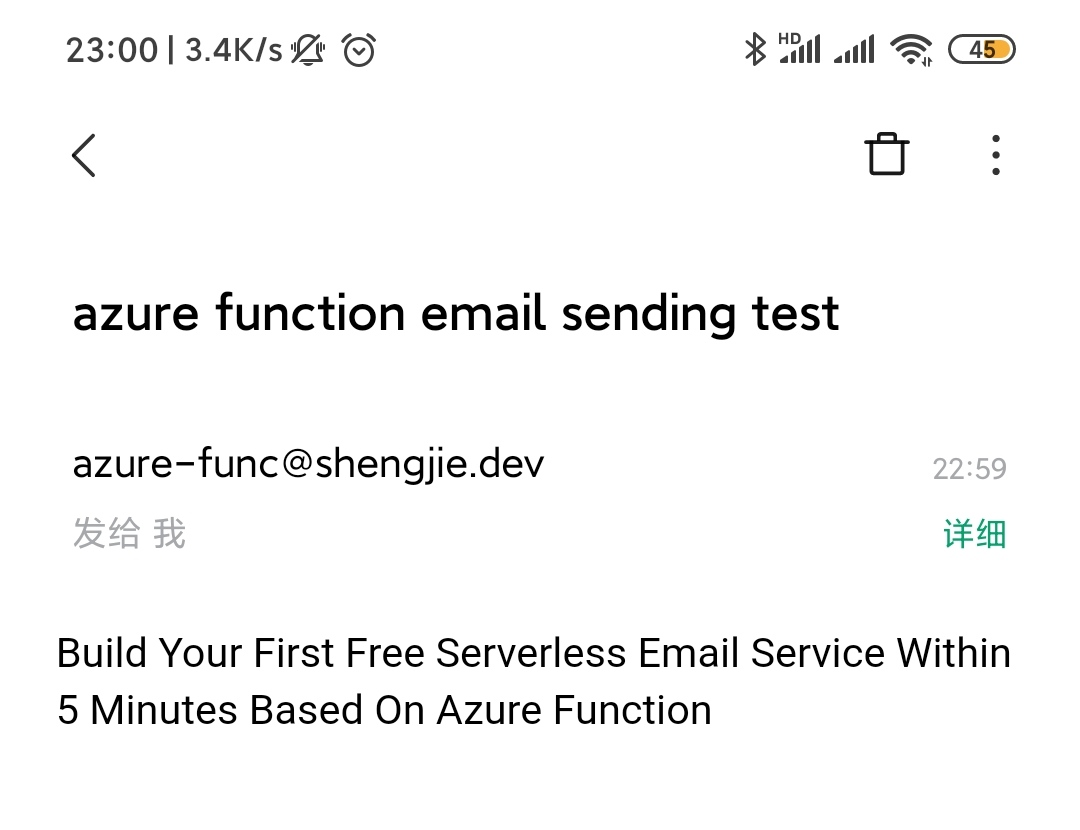 23:00 | 3.4K/s HD 45
azure function email sending test
azure-func@shengjie.dev 22:59
发给 我 详细
Build Your First Free Serverless Email Service Within
5 Minutes Based On Azure Function